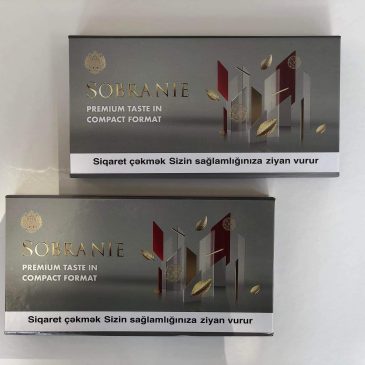 SOBRANIE
PREMIUM TASTE IN
COMPACT FORMAT
Siqaret çəkmək Sizin sağlamlığınıza ziyan vurur
SOBRANIE
PREMIUM TASTE IN
COMPACT FORMAT
Siqaret çəkmək Sizin sağlamlığınıza ziyan vurur